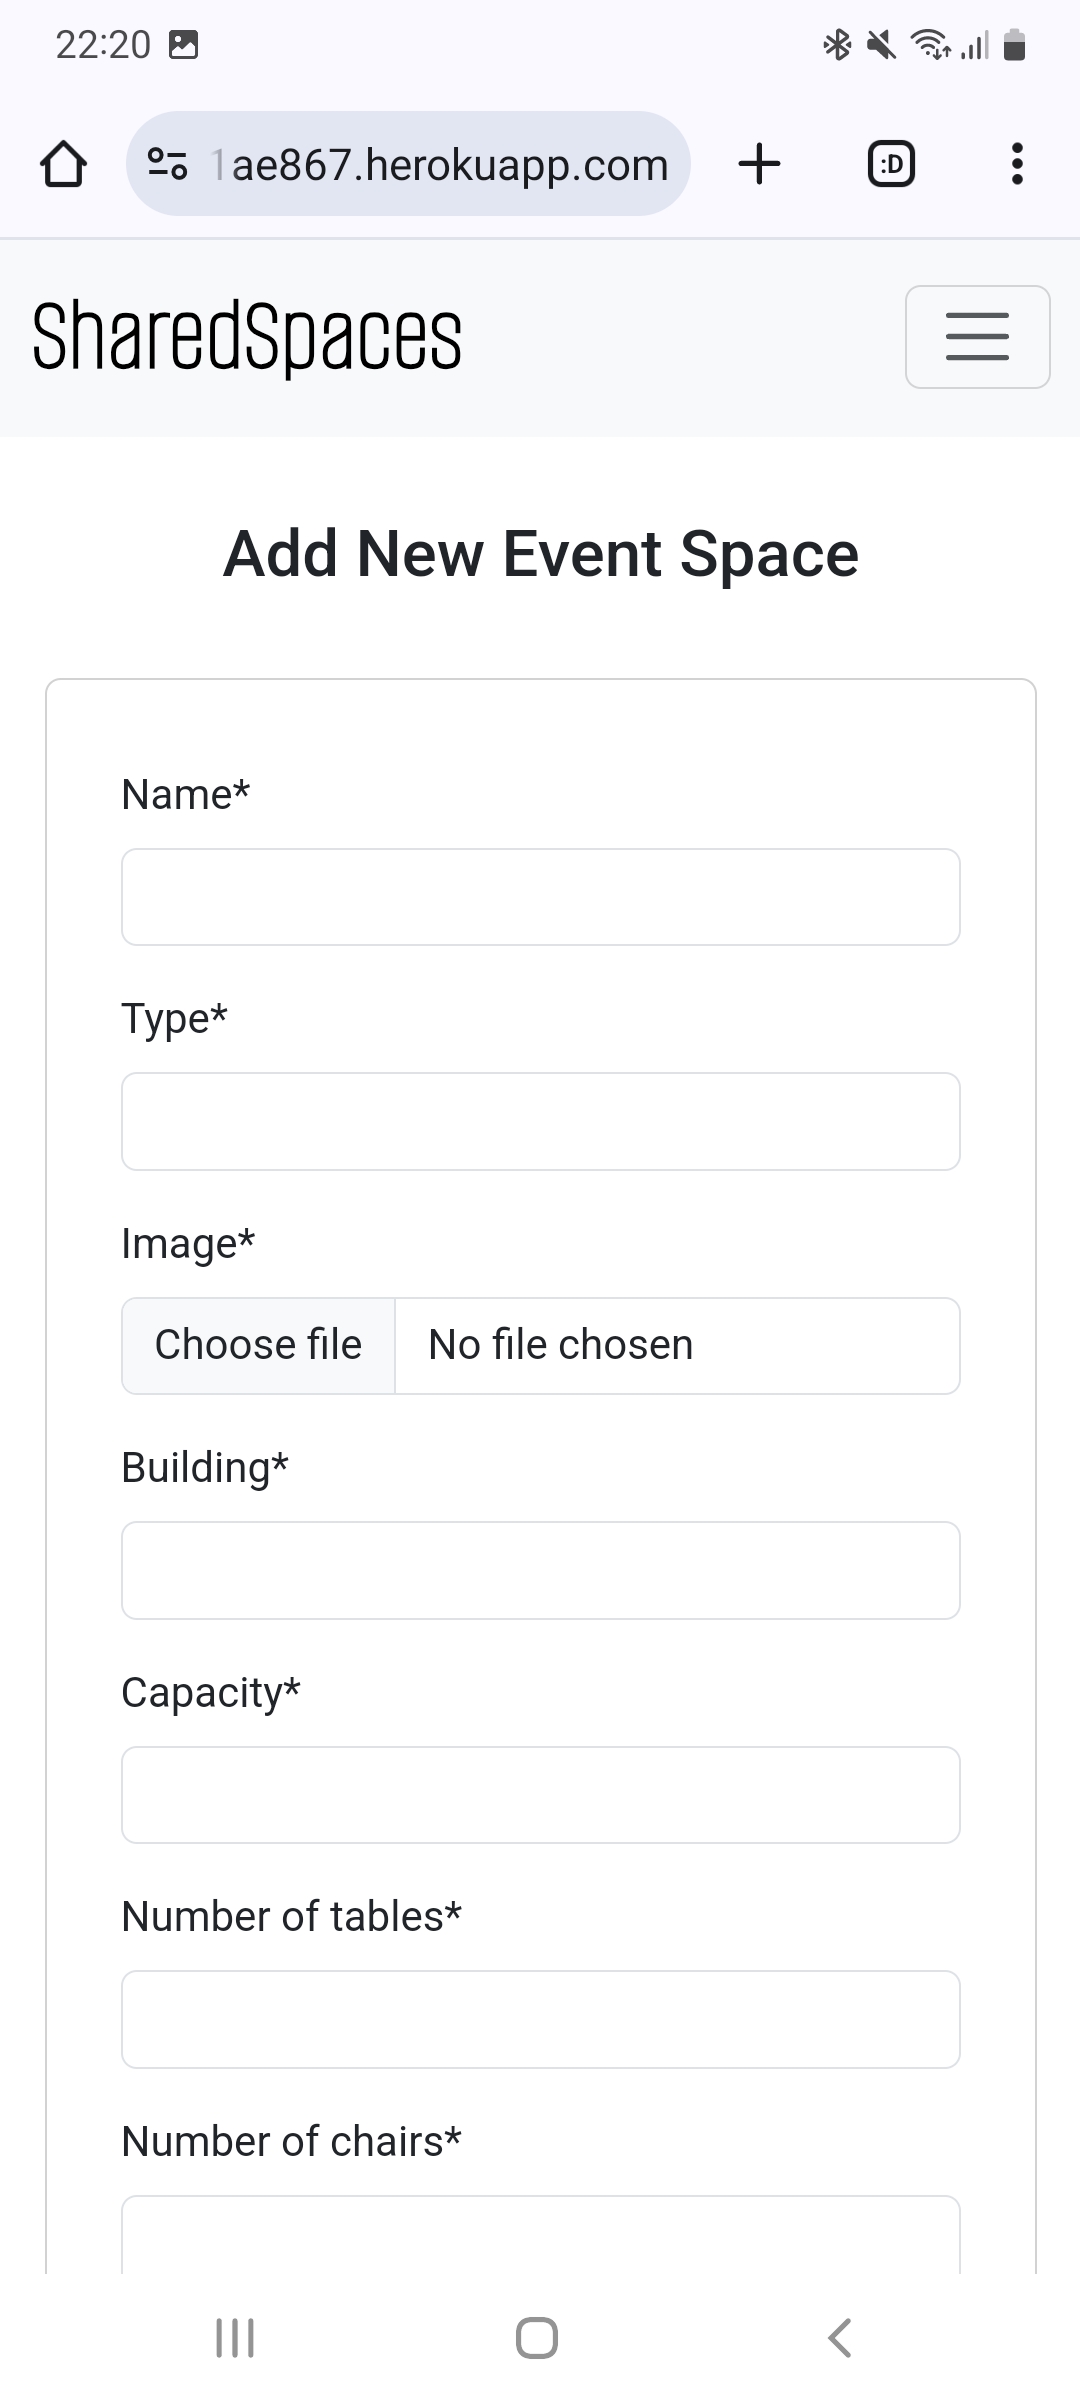 22:20
1ae867.herokuapp.com
:D
SharedSpaces
Add New Event Space
Name*
Type*
Image*
Choose file No file chosen
Building*
Capacity*
Number of tables*
Number of chairs*